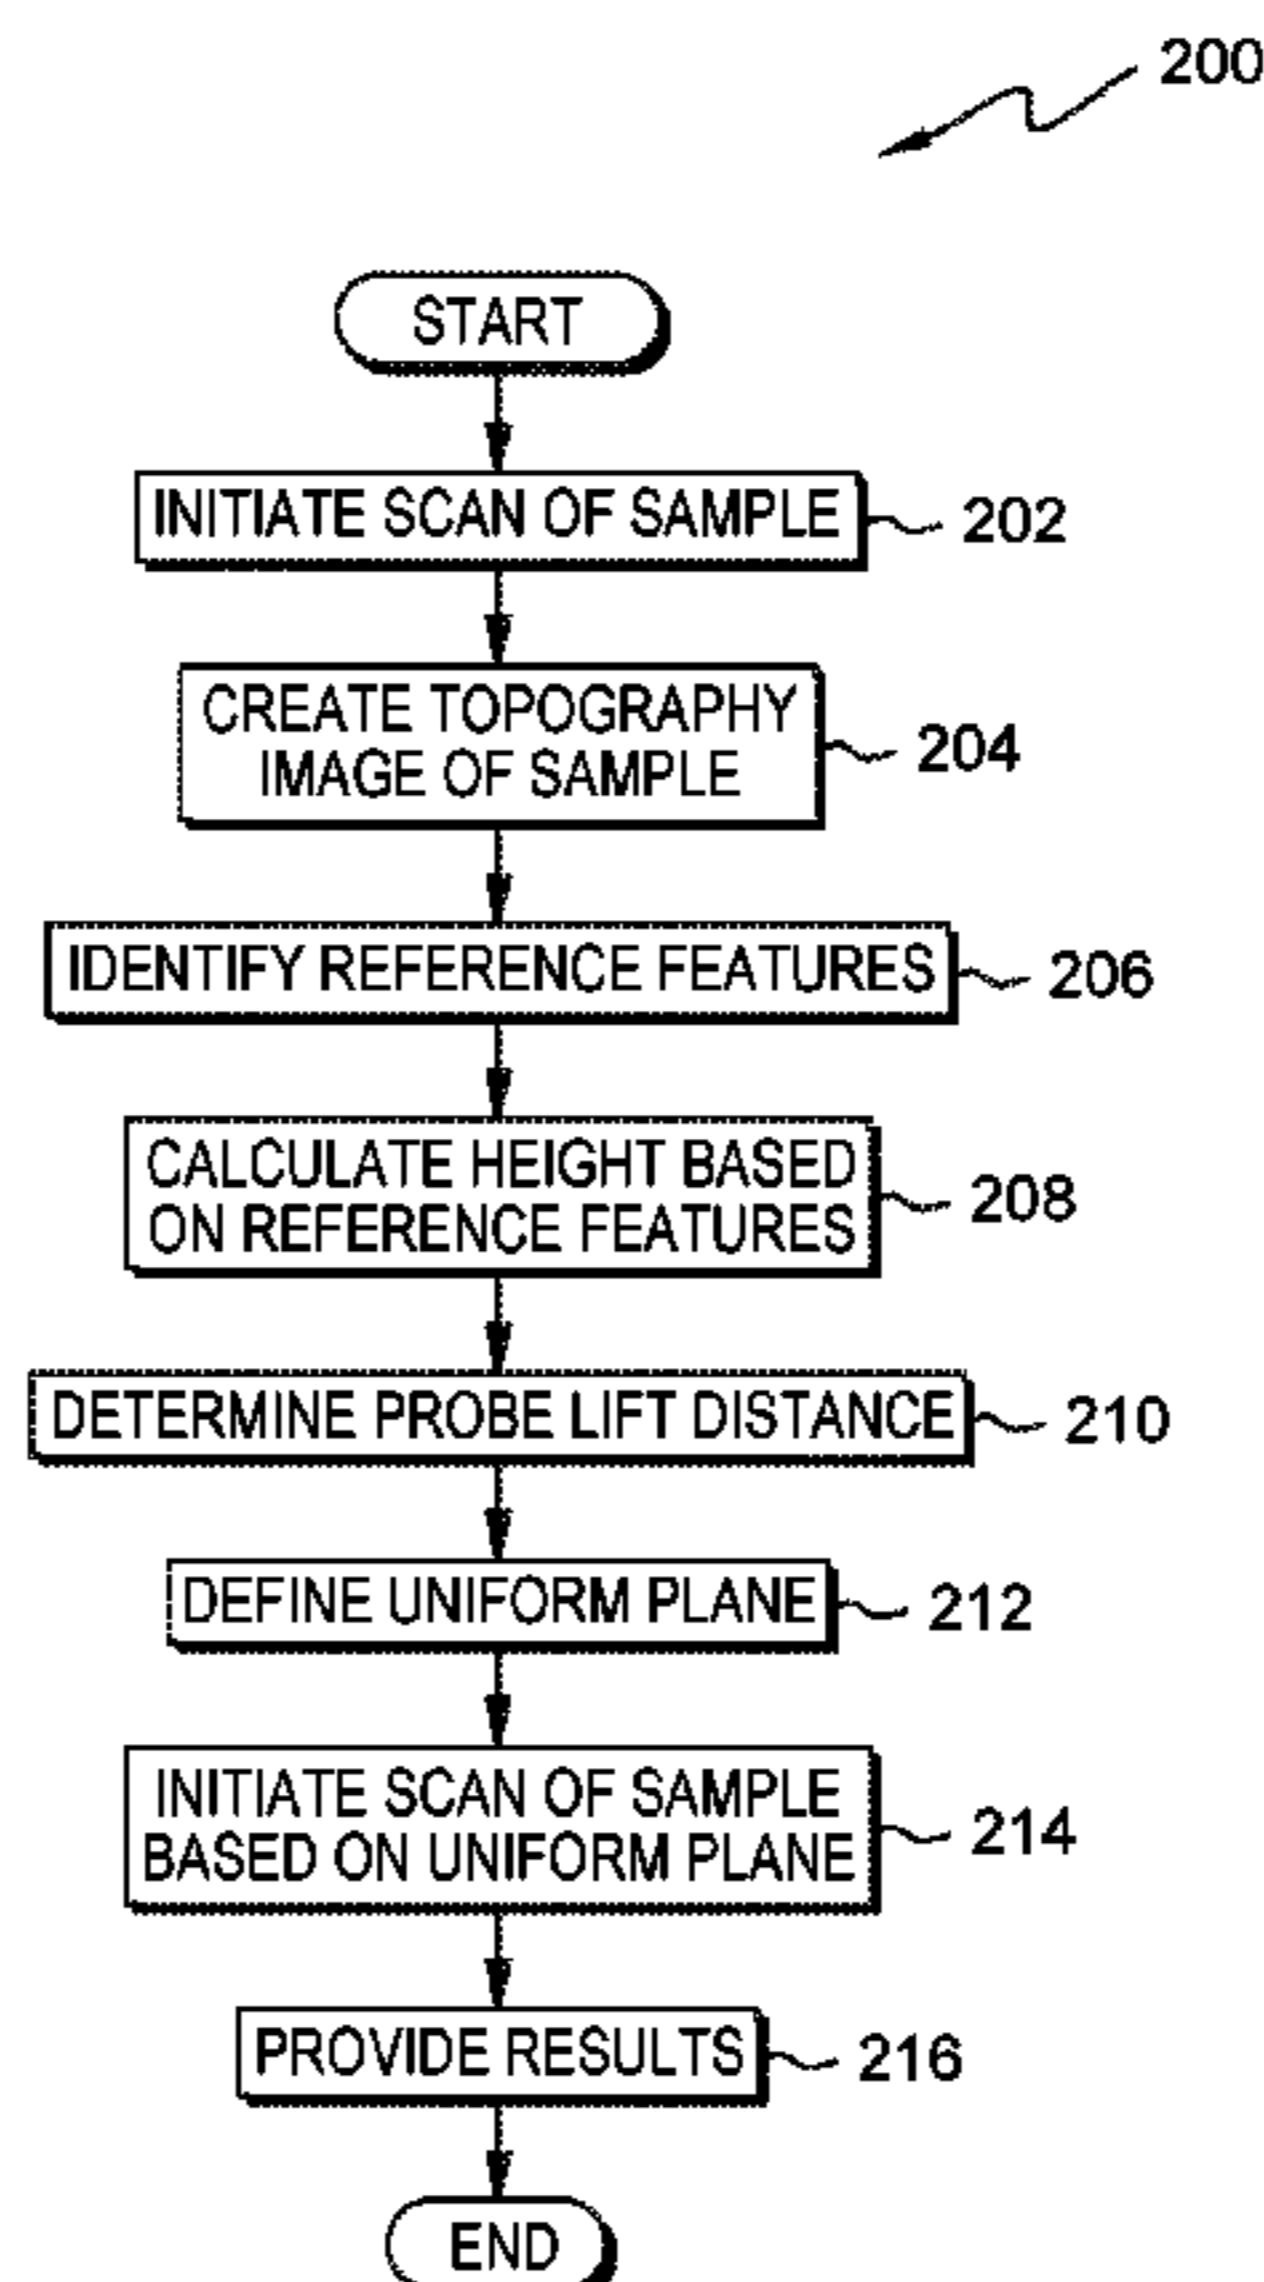 200
START
INITIATE SCAN OF SAMPLE
202
CREATE TOPOGRAPHY
IMAGE OF SAMPLE
204
IDENTIFY REFERENCE FEATURES
206
CALCULATE HEIGHT BASED
ON REFERENCE FEATURES
208
DETERMINE PROBE LIFT DISTANCE
210
DEFINE UNIFORM PLANE
212
INITIATE SCAN OF SAMPLE
BASED ON UNIFORM PLANE
214
PROVIDE RESULTS
216
END